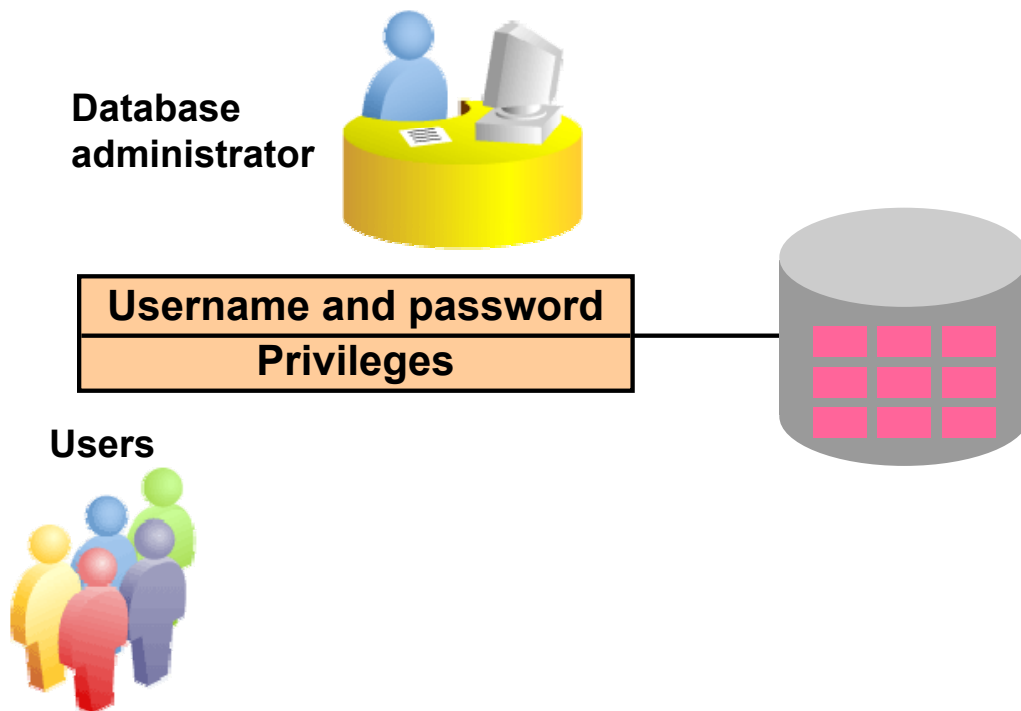 Database
administrator
Username and password
Privileges
Users